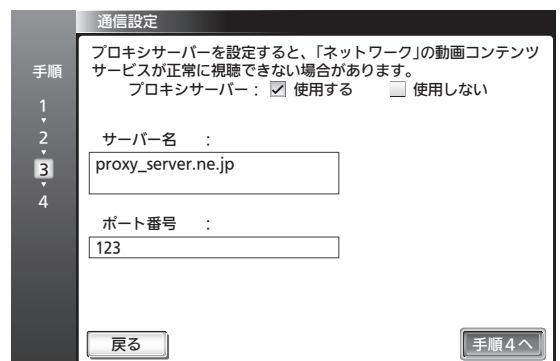 通信設定
手順
1
2
3
4
プロキシサーバーを設定すると、「ネットワーク」の動画コンテンツ
サービスが正常に視聴できない場合があります。
プロキシサーバー： 使用する 使用しない
サーバー名 ：
proxy_server.ne.jp
ポート番号 ：
123
戻る 手順4へ